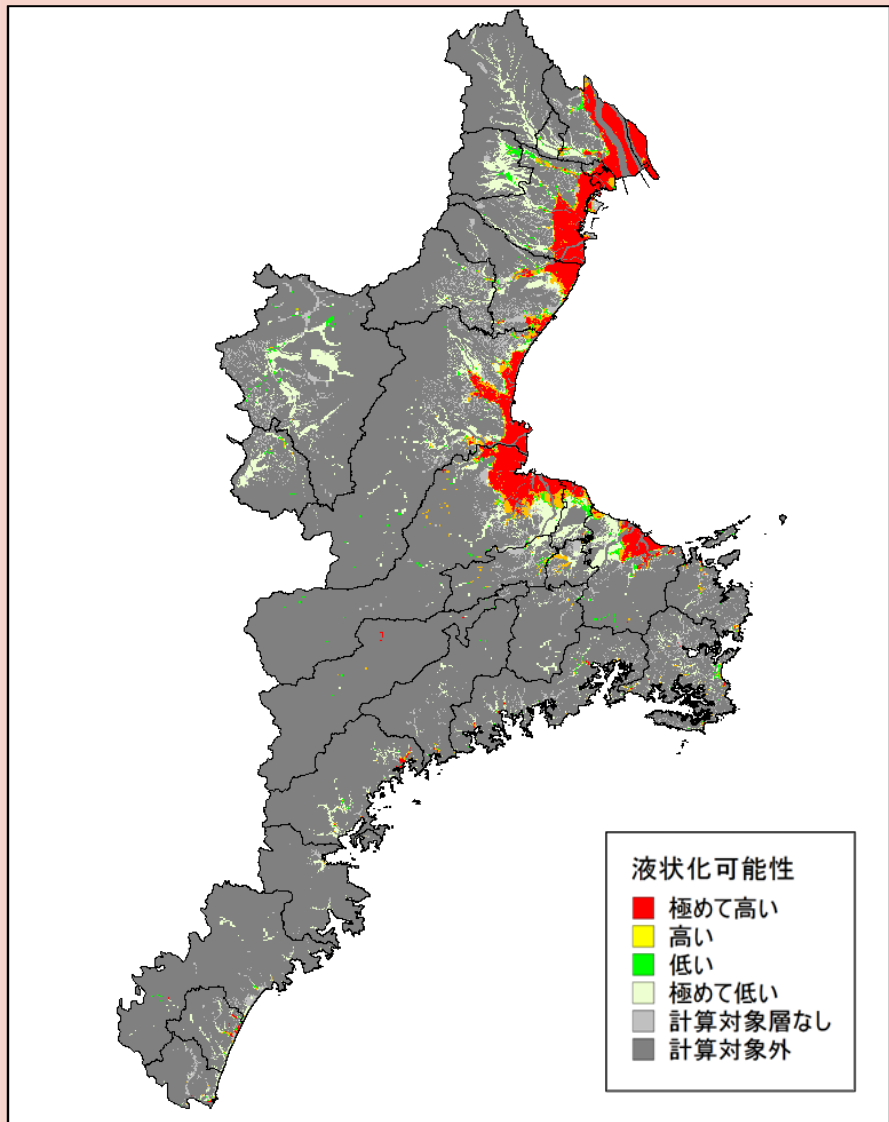 液状化可能性
極めて高い
高い
低い
極めて低い
計算対象層なし
計算対象外